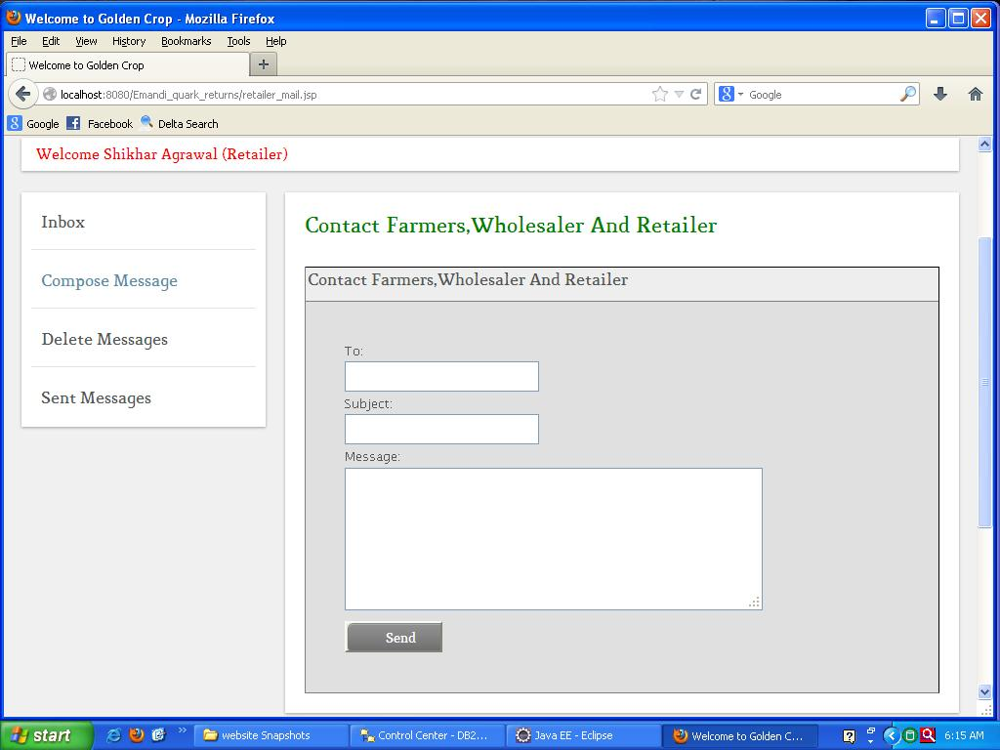 Welcome to Golden Crop - Mozilla Firefox
File Edit View History Bookmarks Tools Help
Welcome to Golden Crop
localhost:8080/Emandi_quark_returns/retailer_mail.jsp
Google
Google Facebook Delta Search
Welcome Shikhar Agrawal (Retailer)
Inbox
Compose Message
Delete Messages
Sent Messages
Contact Farmers,Wholesaler And Retailer
Contact Farmers,Wholesaler And Retailer
To:
Subject:
Message:
Send
start
website Snapshots
Control Center - DB2...
Java EE - Eclipse
Welcome to Golden C...
6:15 AM